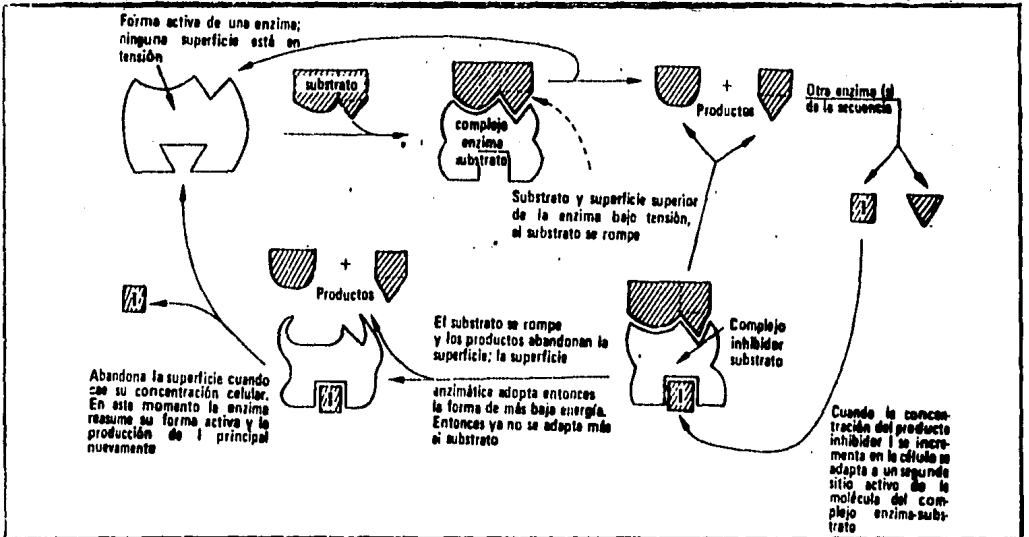 Forma activa de una enzima;
ninguna superficie está en
tensión
substrato
complejo
enzima
substrato
+
Productos
Otra enzima (s)
de la secuencia
Substrato y superficie superior
de la enzima bajo tensión,
el substrato se rompe
I
+
Productos
I
El substrato se rompe
y los productos abandonan la
superficie; la superficie
enzimática adopta entonces
la forma de más baja energía.
Entonces ya no se adapta más
al substrato
Complejo
inhibidor
substrato
I
I
Abandona la superficie cuando
cae su concentración celular.
En este momento la enzima
reasume su forma activa y la
producción de I principal
nuevamente
Cuando la concen-
tración del producto
inhibidor I se incre-
menta en la célula se
adapta a un segundo
sitio activo de la
molécula del com-
plejo enzima-subs-
trato